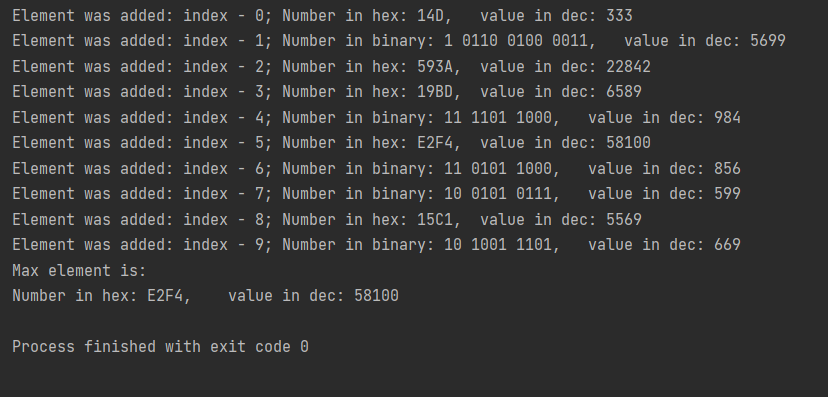 Element was added: index - 0; Number in hex: 14D,   value in dec: 333
Element was added: index - 1; Number in binary: 1 0110 0100 0011,   value in dec: 5699
Element was added: index - 2; Number in hex: 593A,  value in dec: 22842
Element was added: index - 3; Number in hex: 19BD,  value in dec: 6589
Element was added: index - 4; Number in binary: 11 1101 1000,   value in dec: 984
Element was added: index - 5; Number in hex: E2F4,  value in dec: 58100
Element was added: index - 6; Number in binary: 11 0101 1000,   value in dec: 856
Element was added: index - 7; Number in binary: 10 0101 0111,   value in dec: 599
Element was added: index - 8; Number in hex: 15C1,  value in dec: 5569
Element was added: index - 9; Number in binary: 10 1001 1101,   value in dec: 669
Max element is:
Number in hex: E2F4,    value in dec: 58100
Process finished with exit code 0